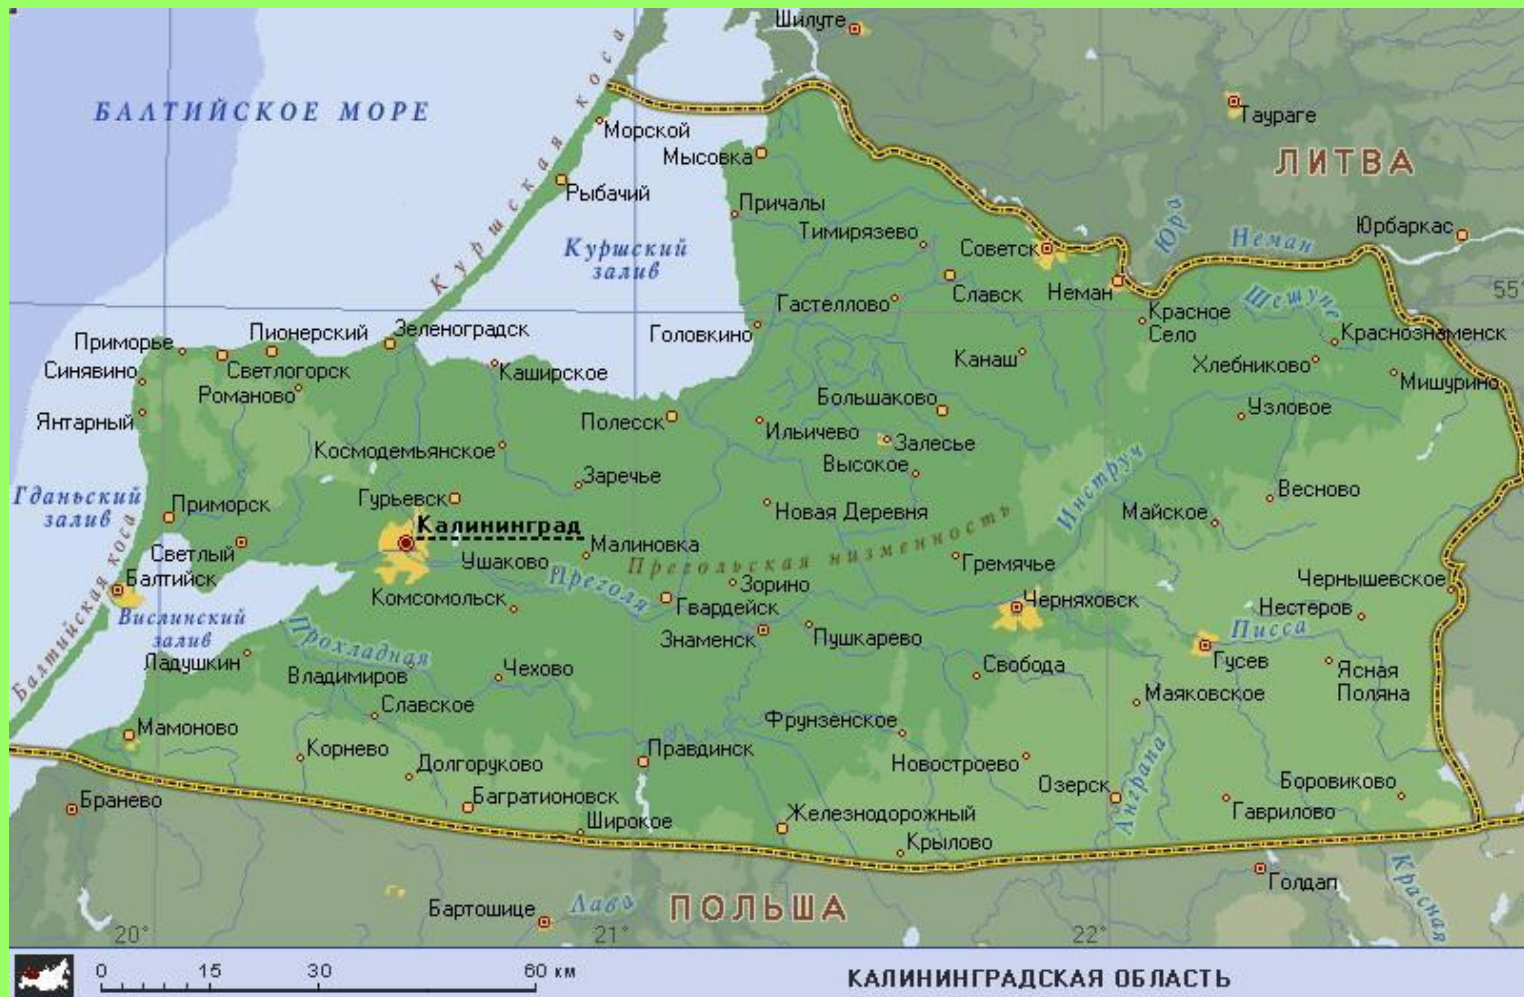 Шилуте
БАЛТИЙСКОЕ МОРЕ
Куршская коса
Таураге
Морской
Мысовка
ЛИТВА
Рыбачий
Причалы
Юра
Неман
Юрбаркас
Куршский
залив
Тимирязево
Советск
Славск
Неман
Шешупе
55°
Гастеллово
Красное
Село
Краснознаменск
Приморье
Пионерский
Зеленоградск
Головкино
Канаш
Хлебниково
Мишурино
Синявино
Светлогорск
Романово
Каширское
Янтарный
Полесск
Большаково
Узловое
Ильичево
Залесье
Космодемьянское
Заречье
Высокое
Инструч
Гданьский
залив
Приморск
Гурьевск
Калининград
Новая Деревня
Майское
Весново
Светлый
Ушаково
Малиновка
Прегольская низменность
Гремячье
Балтийск
Балтийская коса
Комсомольск
Преголя
Зорино
Гвардейск
Черняховск
Чернышевское
Нестеров
Вислинский
залив
Прохладная
Знаменск
Пушкарево
Писса
Гусев
Ладушкин
Владимиров
Чехово
Свобода
Ясная
Поляна
Славское
Маяковское
Мамоново
Фрунзенское
Корнево
Долгоруково
Правдинск
Новостроево
Озерск
Анграпа
Боровиково
Бранево
Багратионовск
Широкое
Железнодорожный
Гаврилово
Крылово
Голдап
Красная
Бартошице
Лава
ПОЛЬША
20°
21°
22°
0 15 30 60 км
КАЛИНИНГРАДСКАЯ ОБЛАСТЬ